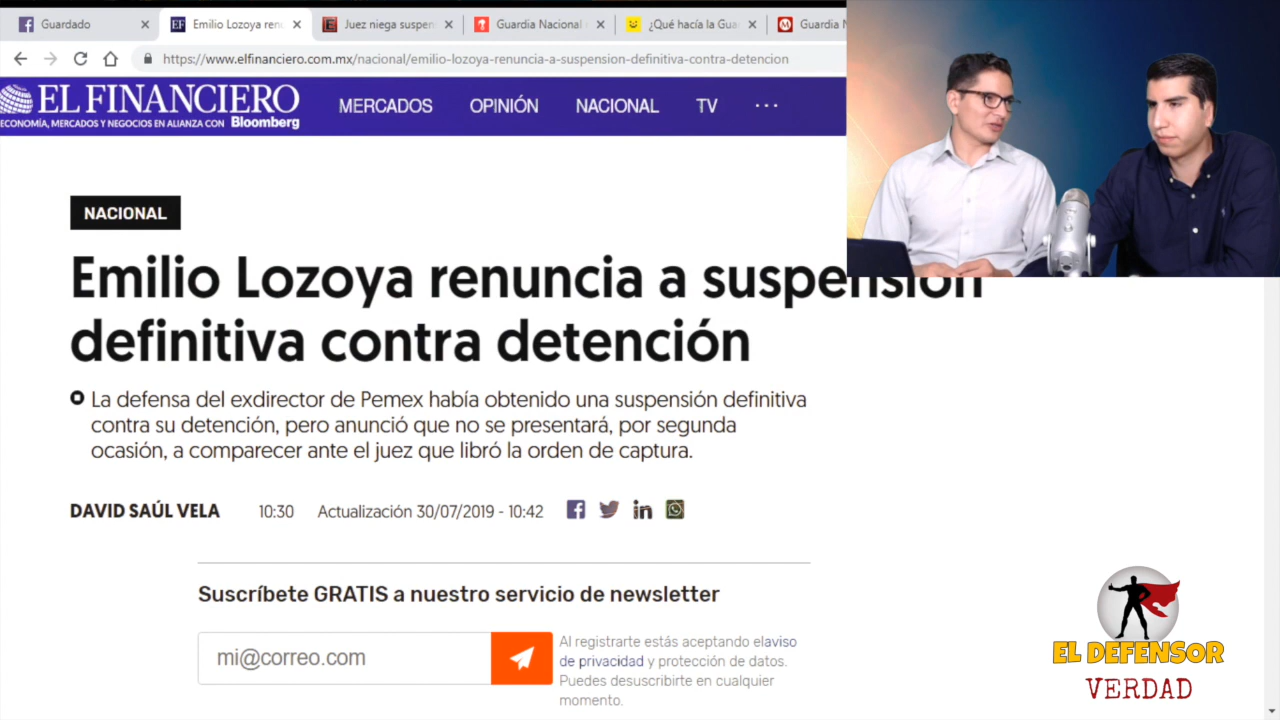 Guardado
Emilio Lozoya ren
Juez niega suspen
Guardia Nacional
¿Qué hacía la Gua
Guardia N
https://www.elfinanciero.com.mx/nacional/emilio-lozoya-renuncia-a-suspension-definitiva-contra-detencion
EL FINANCIERO
ECONOMÍA, MERCADOS Y NEGOCIOS EN ALIANZA CON Bloomberg
MERCADOS OPINIÓN NACIONAL TV ...
NACIONAL
Emilio Lozoya renuncia a suspensión
definitiva contra detención
La defensa del exdirector de Pemex había obtenido una suspensión definitiva
contra su detención, pero anunció que no se presentará, por segunda
ocasión, a comparecer ante el juez que libró la orden de captura.
DAVID SAÚL VELA 10:30 Actualización 30/07/2019 - 10:42
Suscríbete GRATIS a nuestro servicio de newsletter
mi@correo.com
Al registrarte estás aceptando elaviso
de privacidad y protección de datos.
Puedes desuscribirte en cualquier
momento.
EL DEFENSOR
VERDAD